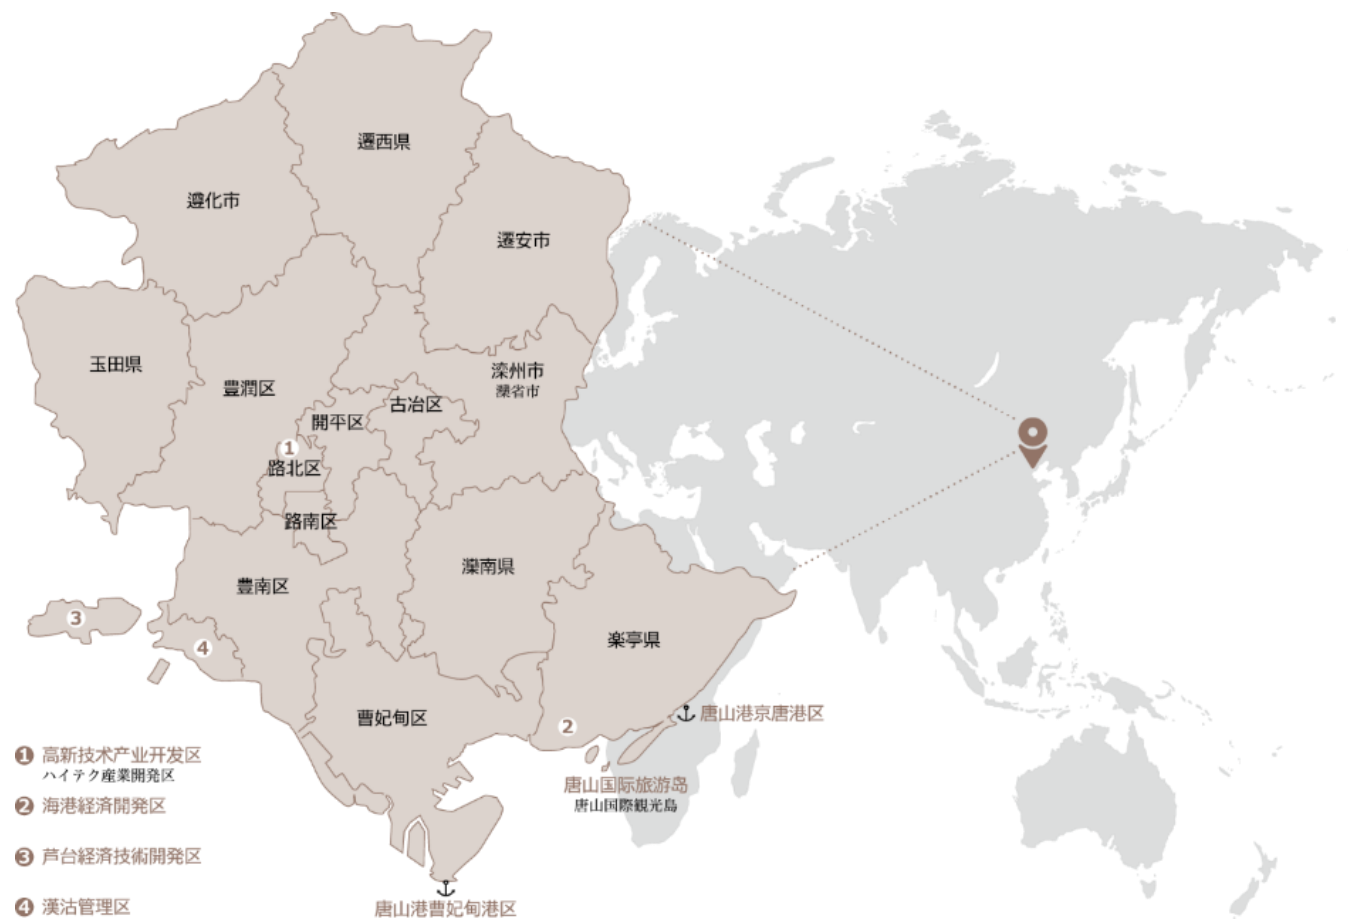 遷西県
遵化市
遷安市
玉田県
豊潤区
灤州市
灤省市
古冶区
開平区
1
路北区
路南区
灤南県
豊南区
3
4
楽亭県
曹妃甸区
2
唐山港京唐港区
1 高新技术产业开发区
ハイテク産業開発区
唐山国际旅游岛
唐山国際観光島
2 海港経済開発区
3 芦台経済技術開発区
4 漢沽管理区
唐山港曹妃甸港区